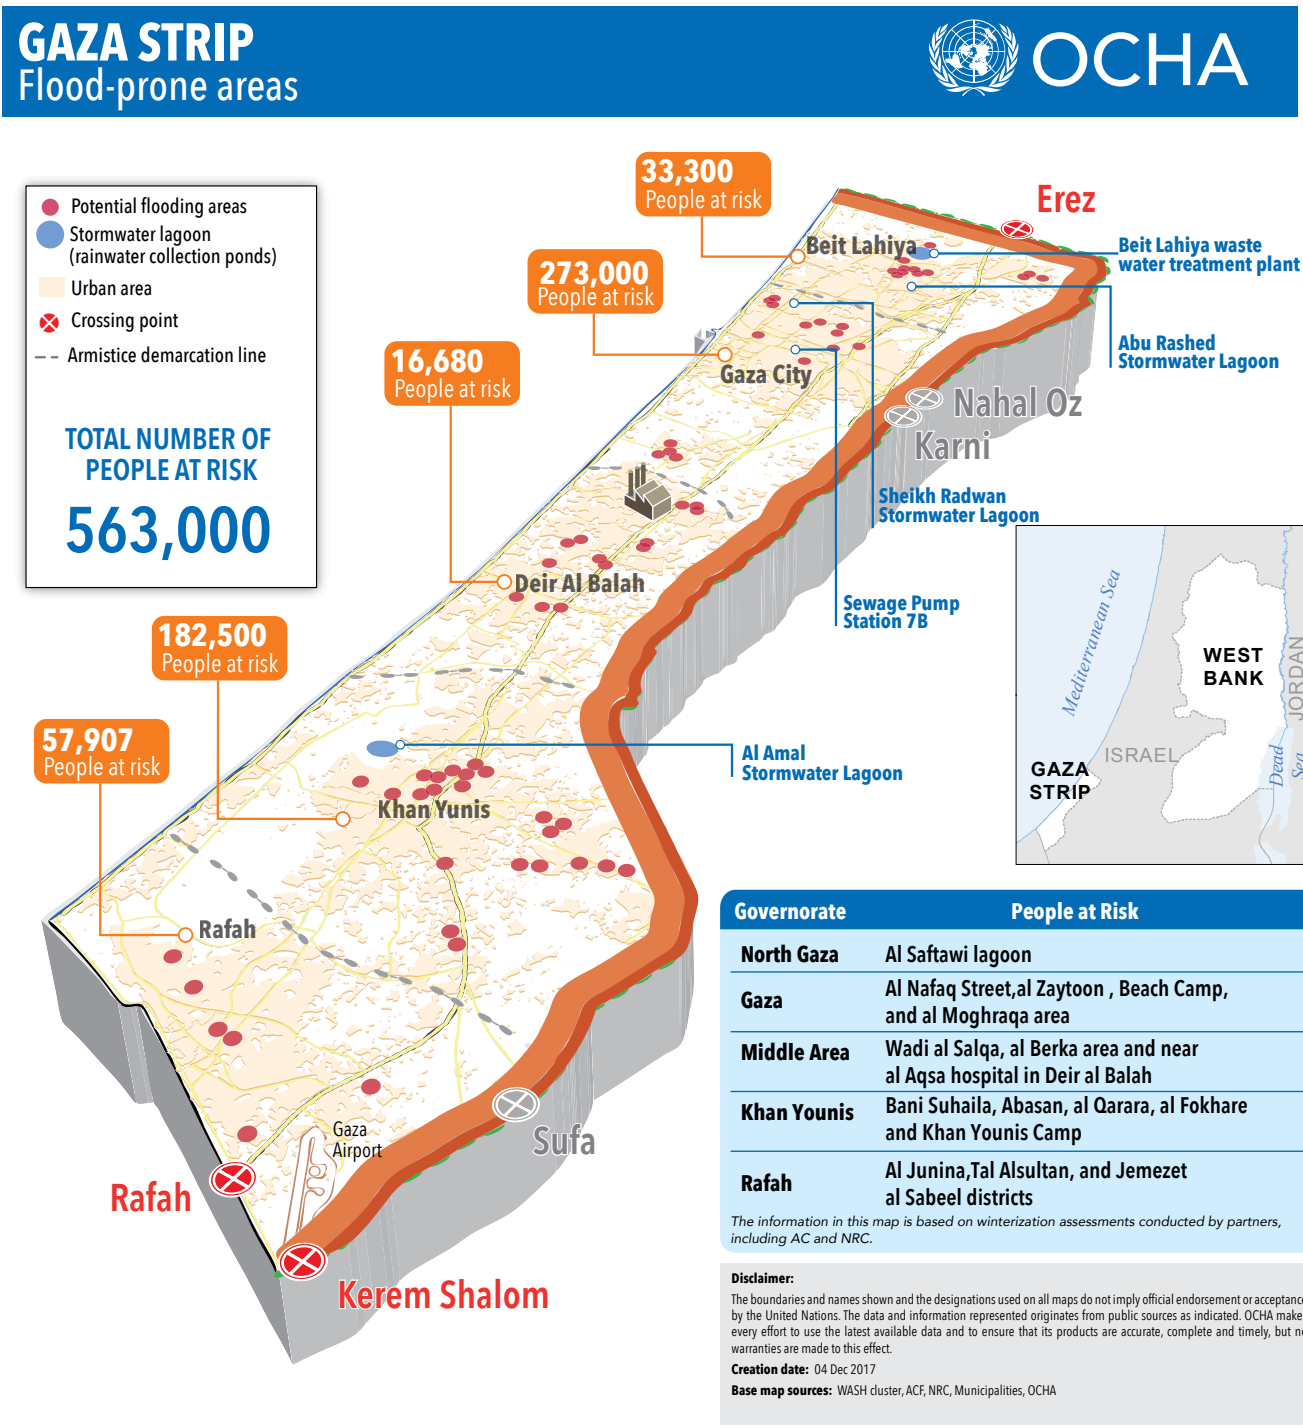 GAZA STRIP
Flood-prone areas
OCHA
Potential flooding areas
Stormwater lagoon
(rainwater collection ponds)
Urban area
Crossing point
Armistice demarcation line
TOTAL NUMBER OF
PEOPLE AT RISK
563,000
33,300
People at risk
273,000
People at risk
16,680
People at risk
182,500
People at risk
57,907
People at risk
Erez
Beit Lahiya
Beit Lahiya waste
water treatment plant
Abu Rashed
Stormwater Lagoon
Gaza City
Nahal Oz
Karni
Sheikh Radwan
Stormwater Lagoon
Sewage Pump
Station 7B
Deir Al Balah
Al Amal
Stormwater Lagoon
Khan Yunis
Rafah
Gaza
Airport
Sufa
Rafah
Kerem Shalom
Mediterranean Sea
WEST
BANK
JORDAN
ISRAEL
Dead
Sea
GAZA
STRIP
Governorate People at Risk
North Gaza Al Saftawi lagoon
Gaza Al Nafaq Street,al Zaytoon , Beach Camp,
and al Moghraqa area
Middle Area Wadi al Salqa, al Berka area and near
al Aqsa hospital in Deir al Balah
Khan Younis Bani Suhaila, Abasan, al Qarara, al Fokhare
and Khan Younis Camp
Rafah Al Junina,Tal Alsultan, and Jemezet
al Sabeel districts
The information in this map is based on winterization assessments conducted by partners,
including AC and NRC.
Disclaimer:
The boundaries and names shown and the designations used on all maps do not imply official endorsement or acceptance
by the United Nations. The data and information represented originates from public sources as indicated. OCHA make
every effort to use the latest available data and to ensure that its products are accurate, complete and timely, but n
warranties are made to this effect.
Creation date: 04 Dec 2017
Base map sources: WASH cluster, ACF, NRC, Municipalities, OCHA